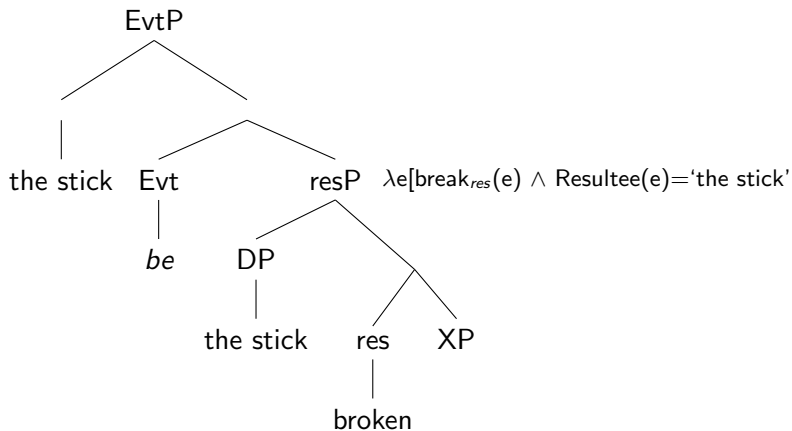 EvtP
the stick Evt resP λe[break_res(e) ∧ Resultee(e)=‘the stick’
be DP
the stick res XP
broken